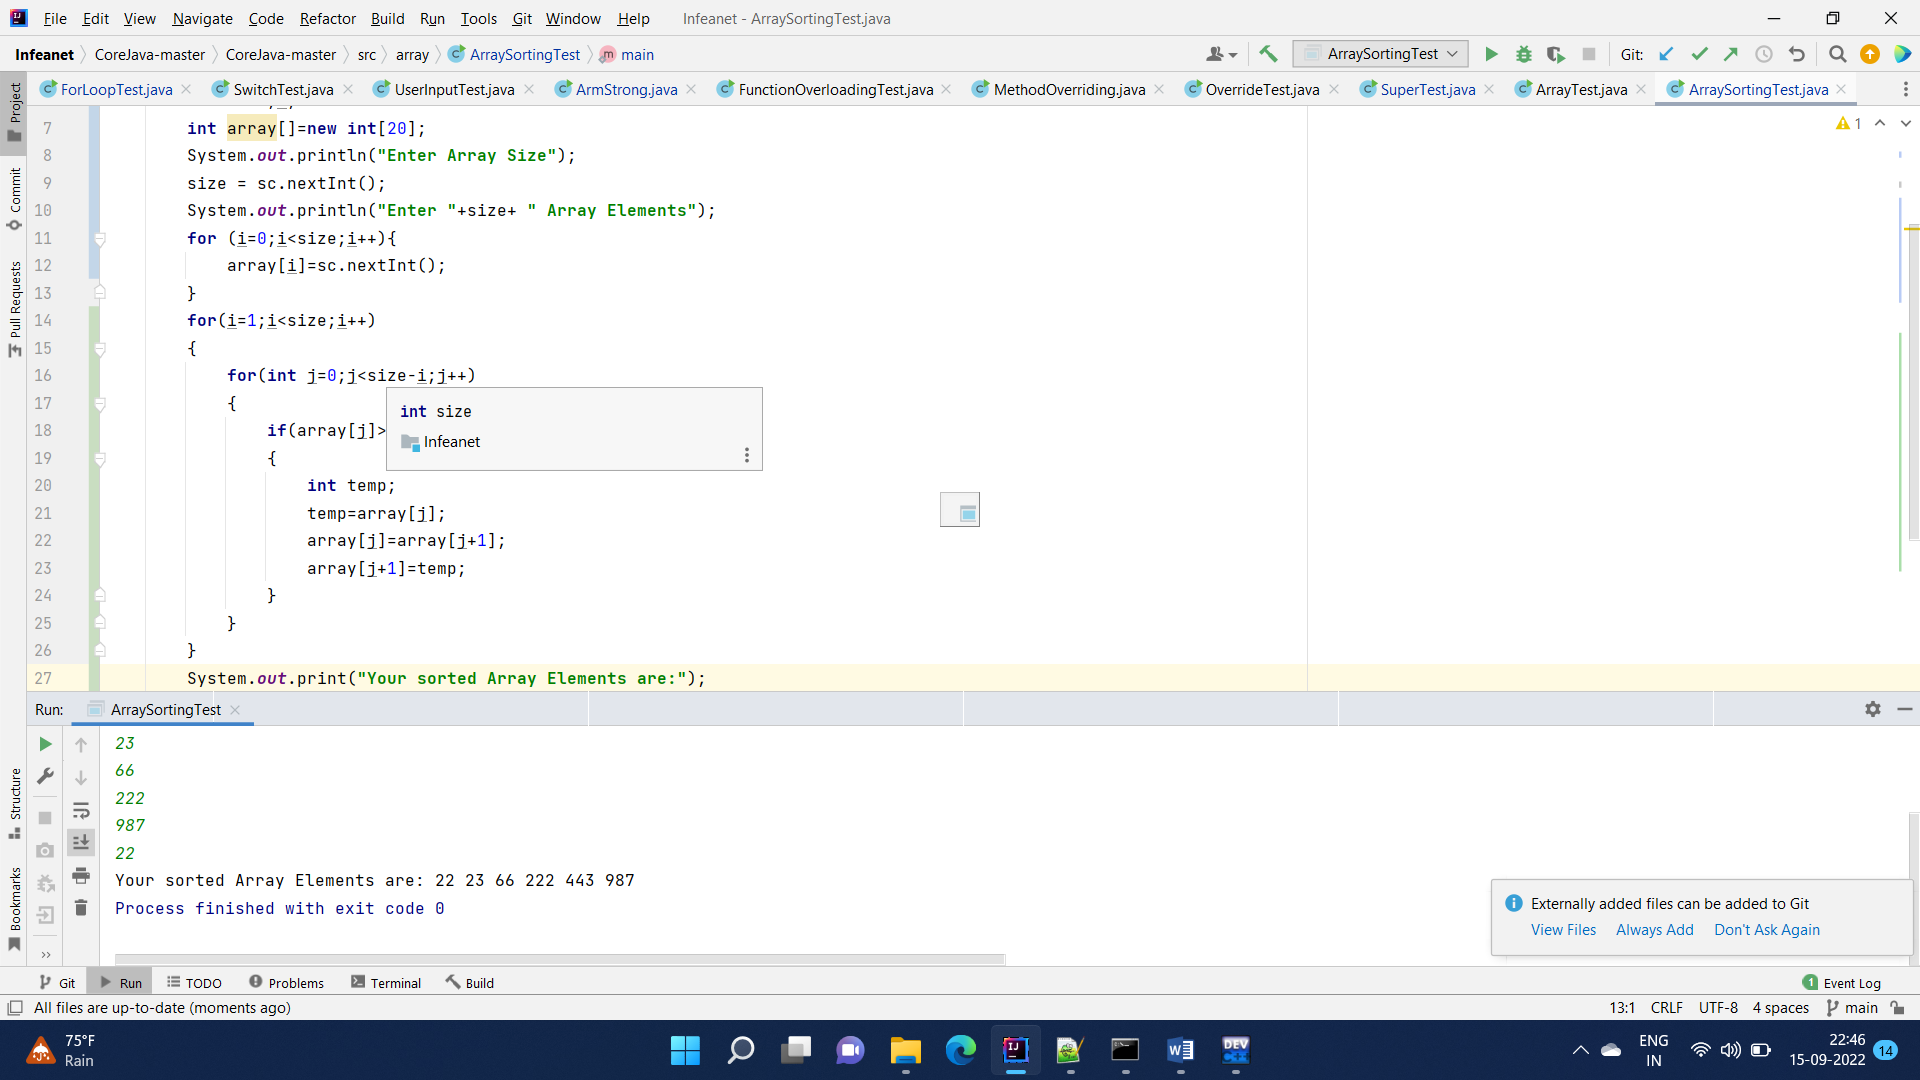 File Edit View Navigate Code Refactor Build Run Tools Git Window Help Infeanet - ArraySortingTest.java
Infeanet CoreJava-master CoreJava-master src array ArraySortingTest m main ArraySortingTest Git:
ForLoopTest.java SwitchTest.java UserInputTest.java ArmStrong.java FunctionOverloadingTest.java MethodOverriding.java OverrideTest.java SuperTest.java ArrayTest.java ArraySortingTest.java
Project
Commit
Pull Requests
Structure
Bookmarks
1
7 int array[]=new int[20];
8 System.out.println("Enter Array Size");
9 size = sc.nextInt();
10 System.out.println("Enter "+size+ " Array Elements");
11 for (i=0;i<size;i++){
12 array[i]=sc.nextInt();
13 }
14 for(i=1;i<size;i++)
15 {
16 for(int j=0;j<size-i;j++)
17 {
18 if(array[j]>
19 {
20 int temp;
21 temp=array[j];
22 array[j]=array[j+1];
23 array[j+1]=temp;
24 }
25 }
26 }
27 System.out.print("Your sorted Array Elements are:");
int size
Infeanet
Run: ArraySortingTest
23
66
222
987
22
Your sorted Array Elements are: 22 23 66 222 443 987
Process finished with exit code 0
Externally added files can be added to Git
View Files Always Add Don't Ask Again
Git Run TODO Problems Terminal Build 1 Event Log
All files are up-to-date (moments ago) 13:1 CRLF UTF-8 4 spaces main
75°F
Rain
IJ
W
DEV
C++
ENG
IN
22:46
15-09-2022
14